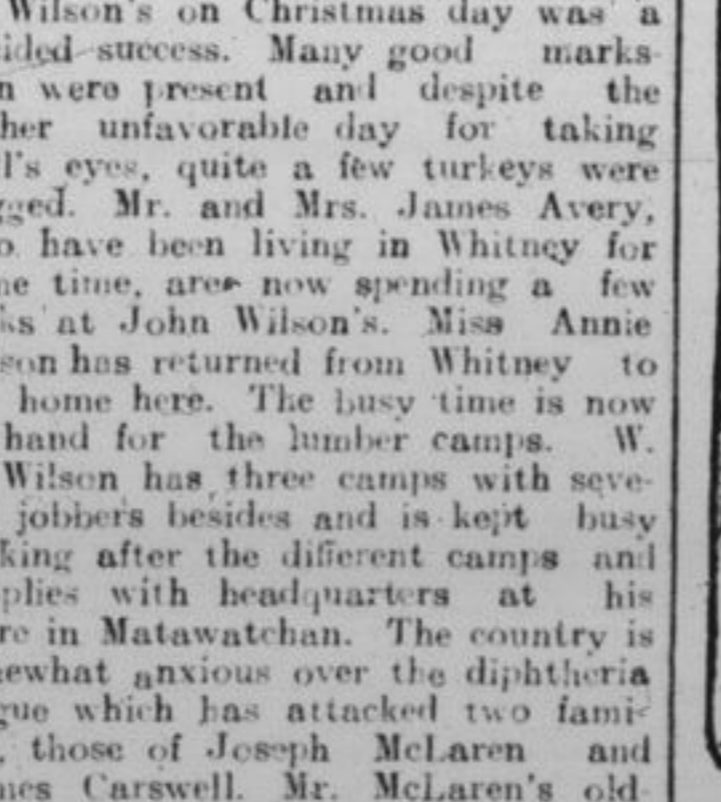 Wilson's on Christmas day was a
ided success. Many good marks-
n were present and despite the
her unfavorable day for taking
l's eyes, quite a few turkeys were
gged. Mr. and Mrs. James Avery,
o have been living in Whitney for
ne time, are now spending a few
ks at John Wilson's. Miss Annie
son has returned from Whitney to
home here. The busy time is now
hand for the lumber camps. W.
Wilson has three camps with seve-
jobbers besides and is kept busy
king after the different camps and
plies with headquarters at his
re in Matawatchan. The country is
ewhat anxious over the diphtheria
gue which has attacked two fami-
, those of Joseph McLaren and
mes Carswell. Mr. McLaren's old-